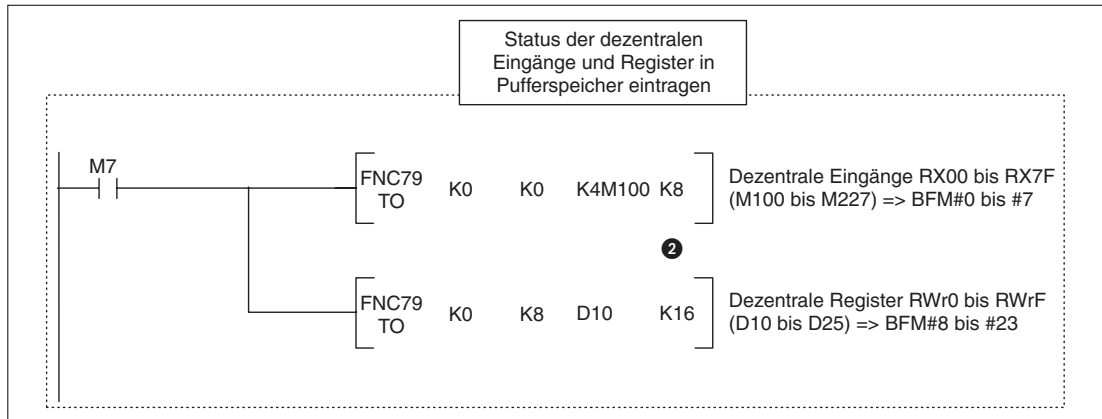 Status der dezentralen
Eingänge und Register in
Pufferspeicher eintragen
M7
FNC79
TO K0 K0 K4M100 K8
Dezentrale Eingänge RX00 bis RX7F
(M100 bis M227) => BFM#0 bis #7
❷
FNC79
TO K0 K8 D10 K16
Dezentrale Register RWr0 bis RWrF
(D10 bis D25) => BFM#8 bis #23